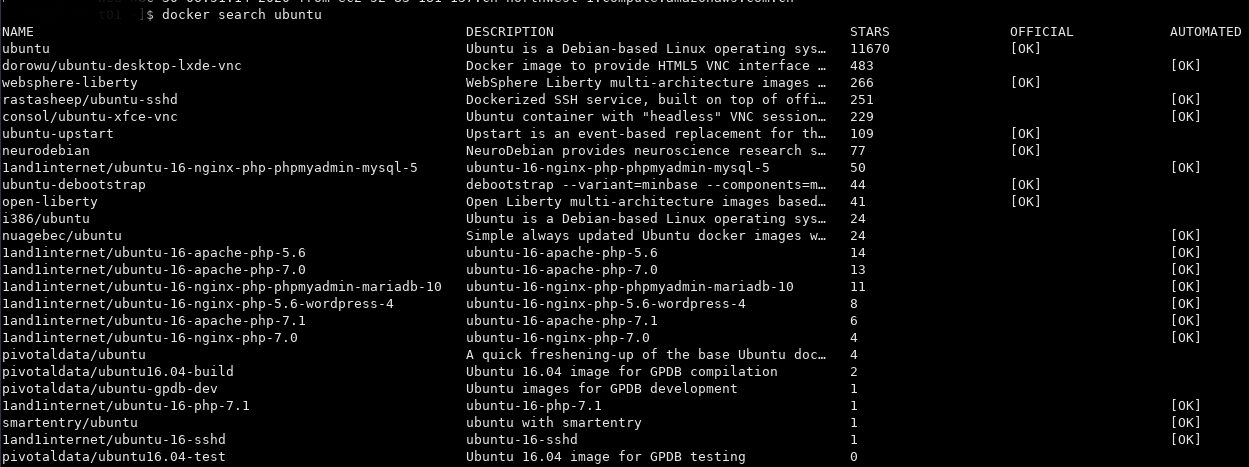 ]$ docker search ubuntu
NAME DESCRIPTION STARS OFFICIAL AUTOMATED
ubuntu Ubuntu is a Debian-based Linux operating sys… 11670 [OK]
dorowu/ubuntu-desktop-lxde-vnc Docker image to provide HTML5 VNC interface … 483 [OK]
websphere-liberty WebSphere Liberty multi-architecture images … 266 [OK]
rastasheep/ubuntu-sshd Dockerized SSH service, built on top of offi… 251 [OK]
consol/ubuntu-xfce-vnc Ubuntu container with "headless" VNC session… 229 [OK]
ubuntu-upstart Upstart is an event-based replacement for th… 109 [OK]
neurodebian NeuroDebian provides neuroscience research s… 77 [OK]
1and1internet/ubuntu-16-nginx-php-phpmyadmin-mysql-5 ubuntu-16-nginx-php-phpmyadmin-mysql-5 50 [OK]
ubuntu-debootstrap debootstrap --variant=minbase --components=m… 44 [OK]
open-liberty Open Liberty multi-architecture images based… 41 [OK]
i386/ubuntu Ubuntu is a Debian-based Linux operating sys… 24
nuagebec/ubuntu Simple always updated Ubuntu docker images w… 24 [OK]
1and1internet/ubuntu-16-apache-php-5.6 ubuntu-16-apache-php-5.6 14 [OK]
1and1internet/ubuntu-16-apache-php-7.0 ubuntu-16-apache-php-7.0 13 [OK]
1and1internet/ubuntu-16-nginx-php-phpmyadmin-mariadb-10 ubuntu-16-nginx-php-phpmyadmin-mariadb-10 11 [OK]
1and1internet/ubuntu-16-nginx-php-5.6-wordpress-4 ubuntu-16-nginx-php-5.6-wordpress-4 8 [OK]
1and1internet/ubuntu-16-apache-php-7.1 ubuntu-16-apache-php-7.1 6 [OK]
1and1internet/ubuntu-16-nginx-php-7.0 ubuntu-16-nginx-php-7.0 4 [OK]
pivotaldata/ubuntu A quick freshening-up of the base Ubuntu doc… 4
pivotaldata/ubuntu16.04-build Ubuntu 16.04 image for GPDB compilation 2
pivotaldata/ubuntu-gpdb-dev Ubuntu images for GPDB development 1
1and1internet/ubuntu-16-php-7.1 ubuntu-16-php-7.1 1 [OK]
smartentry/ubuntu ubuntu with smartentry 1 [OK]
1and1internet/ubuntu-16-sshd ubuntu-16-sshd 1 [OK]
pivotaldata/ubuntu16.04-test Ubuntu 16.04 image for GPDB testing 0